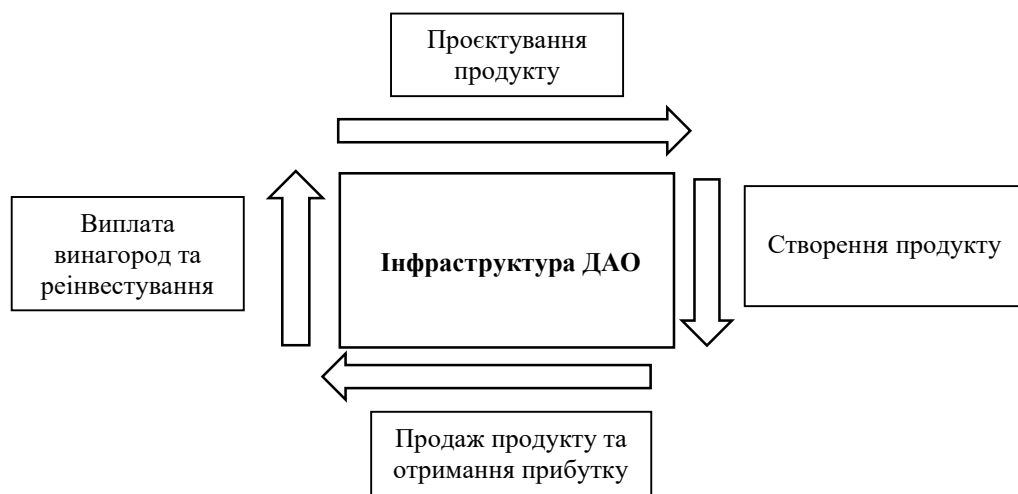 Проєктування
продукту
Виплата
винагород та
реінвестування
Інфраструктура ДАО
Створення продукту
Продаж продукту та
отримання прибутку